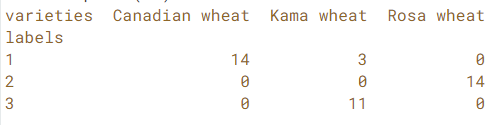 varieties  Canadian wheat  Kama wheat  Rosa wheat
labels
1                      14           3           0
2                       0           0          14
3                       0          11           0